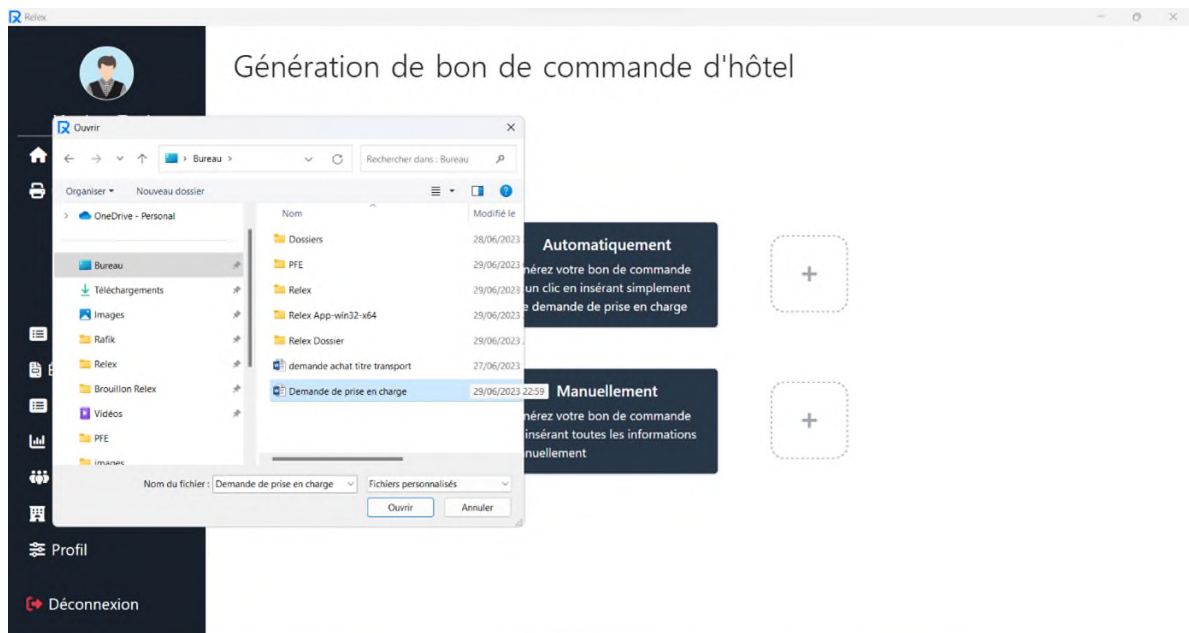 Relex
Génération de bon de commande d'hôtel
Ouvrir
Bureau
Rechercher dans : Bureau
Organiser
Nouveau dossier
OneDrive - Personal
Bureau
Téléchargements
Images
Rafik
Relex
Brouillon Relex
Vidéos
PFE
images
Nom
Modifié le
Dossiers
28/06/2023
PFE
29/06/2023
Relex
29/06/2023
Relex App-win32-x64
29/06/2023
Relex Dossier
29/06/2023
demande achat titre transport
27/06/2023
Demande de prise en charge
29/06/2023 22:59
Nom du fichier :
Demande de prise en charge
Fichiers personnalisés
Ouvrir
Annuler
Automatiquement
nérez votre bon de commande
un clic en insérant simplement
e demande de prise en charge
+
Manuellement
nérez votre bon de commande
insérant toutes les informations
nuellement
+
Profil
Déconnexion